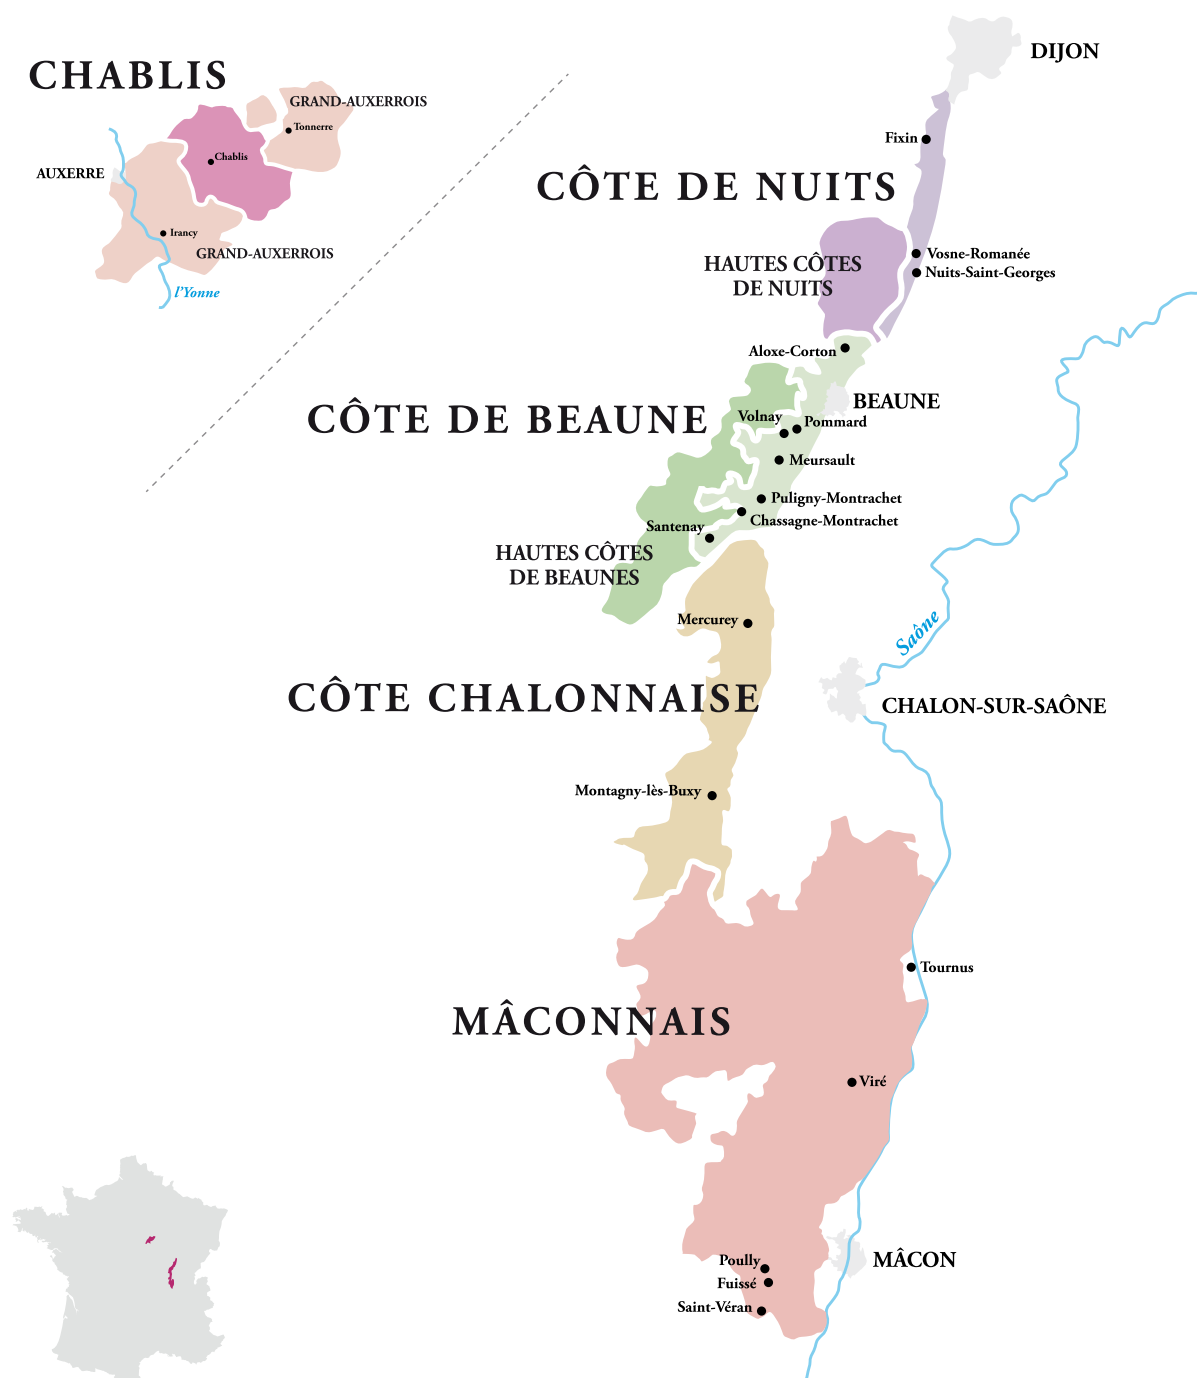 CHABLIS
GRAND-AUXERROIS
Tonnerre
Chablis
AUXERRE
Irancy
GRAND-AUXERROIS
l'Yonne
DIJON
Fixin
CÔTE DE NUITS
Vosne-Romanée
HAUTES CÔTES
DE NUITS
Nuits-Saint-Georges
Aloxe-Corton
BEAUNE
CÔTE DE BEAUNE
Volnay
Pommard
Meursault
Puligny-Montrachet
Chassagne-Montrachet
Santenay
HAUTES CÔTES
DE BEAUNES
Mercurey
Saône
CÔTE CHALONNAISE
CHALON-SUR-SAÔNE
Montagny-lès-Buxy
Tournus
MÂCONNAIS
Viré
Poully
MÂCON
Fuissé
Saint-Véran